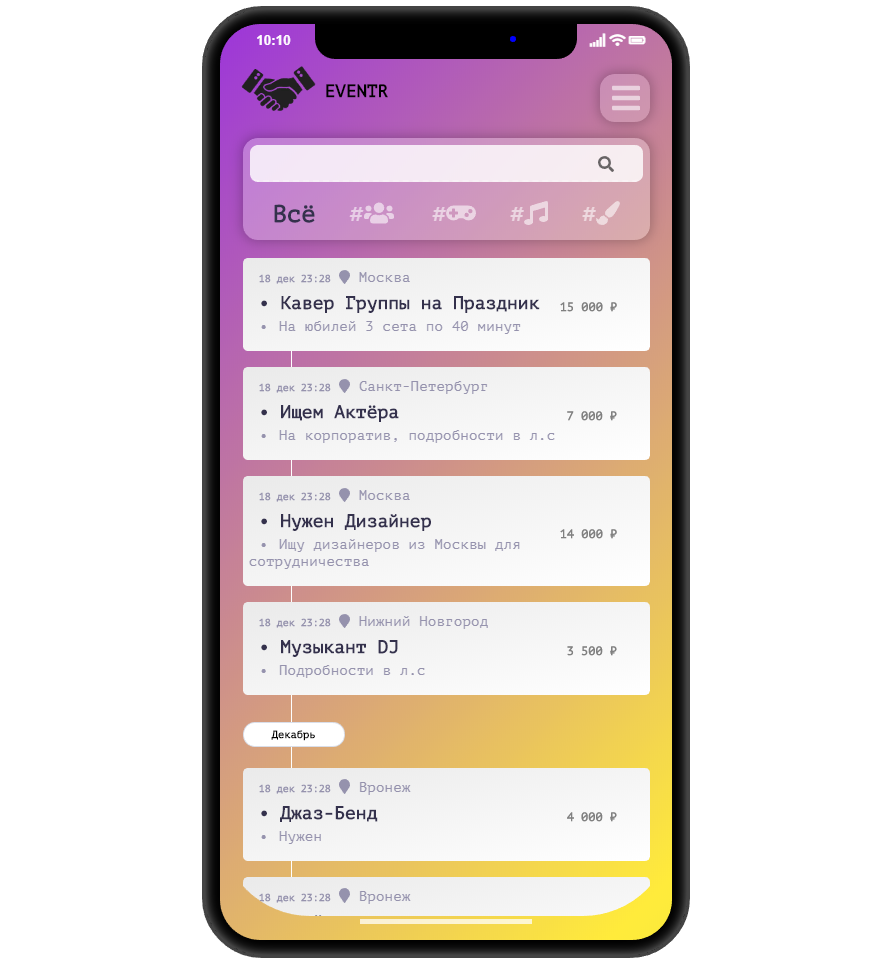 10:10
EVENTR
Всё # # # #
18 дек 23:28 Москва
• Кавер Группы на Праздник 15 000 ₽
• На юбилей 3 сета по 40 минут
18 дек 23:28 Санкт-Петербург
• Ищем Актёра 7 000 ₽
• На корпоратив, подробности в л.с
18 дек 23:28 Москва
• Нужен Дизайнер 14 000 ₽
• Ищу дизайнеров из Москвы для
сотрудничества
18 дек 23:28 Нижний Новгород
• Музыкант DJ 3 500 ₽
• Подробности в л.с
Декабрь
18 дек 23:28 Вронеж
• Джаз-Бенд 4 000 ₽
• Нужен
18 дек 23:28 Вронеж